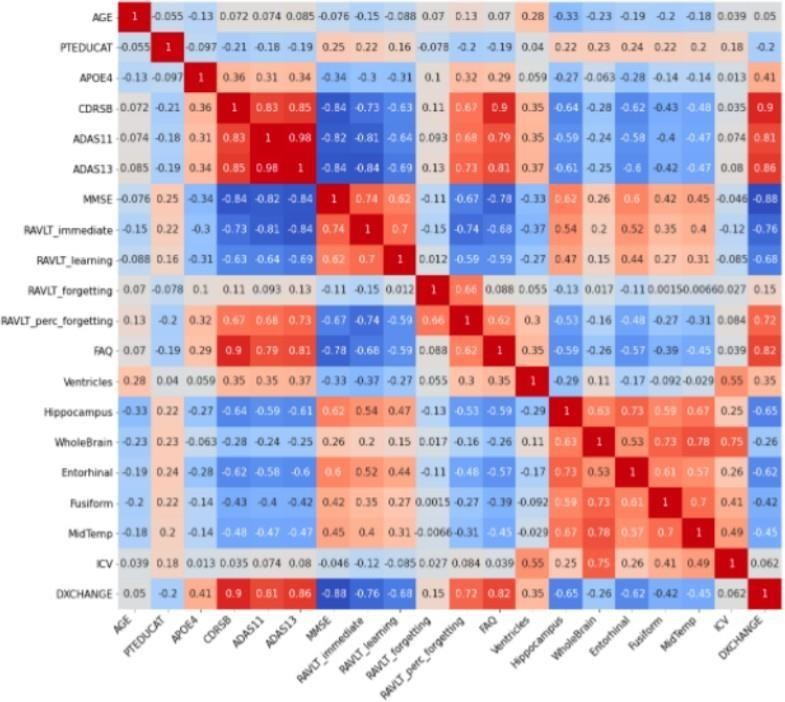 AGE 1 -0.055 -0.13 0.072 0.074 0.085 -0.076 -0.15 -0.088 0.07 0.13 0.07 0.28 -0.33 -0.23 -0.19 -0.2 -0.18 0.039 0.05
PTEDUCAT -0.055 1 -0.097 -0.21 -0.18 -0.19 0.25 0.22 0.16 -0.078 -0.2 -0.19 0.04 0.22 0.23 0.24 0.22 0.2 0.18 -0.2
APOE4 -0.13 -0.097 1 0.36 0.31 0.34 -0.34 -0.3 -0.31 0.1 0.32 0.29 0.059 -0.27 -0.063 -0.28 -0.14 -0.14 0.013 0.41
CDRSB 0.072 -0.21 0.36 1 0.83 0.85 -0.84 -0.73 -0.63 0.11 0.67 0.9 0.35 -0.64 -0.28 -0.62 -0.43 -0.48 0.035 0.9
ADAS11 0.074 -0.18 0.31 0.83 1 0.98 -0.82 -0.81 -0.64 0.093 0.68 0.79 0.35 -0.59 -0.24 -0.58 -0.4 -0.47 0.074 0.81
ADAS13 0.085 -0.19 0.34 0.85 0.98 1 -0.84 -0.84 -0.69 0.13 0.73 0.81 0.37 -0.61 -0.25 -0.6 -0.42 -0.47 0.08 0.86
MMSE -0.076 0.25 -0.34 -0.84 -0.82 -0.84 1 0.74 0.62 -0.11 -0.67 -0.78 -0.33 0.62 0.26 0.6 0.42 0.45 -0.046 -0.88
RAVLT_immediate -0.15 0.22 -0.3 -0.73 -0.81 -0.84 0.74 1 0.7 -0.15 -0.74 -0.68 -0.37 0.54 0.2 0.52 0.35 0.4 -0.12 -0.76
RAVLT_learning -0.088 0.16 -0.31 -0.63 -0.64 -0.69 0.62 0.7 1 0.012 -0.59 -0.59 -0.27 0.47 0.15 0.44 0.27 0.31 -0.085 -0.68
RAVLT_forgetting 0.07 -0.078 0.1 0.11 0.093 0.13 -0.11 -0.15 0.012 1 0.66 0.088 0.055 -0.13 0.017 -0.11 0.0015 0.0066 0.027 0.15
RAVLT_perc_forgetting 0.13 -0.2 0.32 0.67 0.68 0.73 -0.67 -0.74 -0.59 0.66 1 0.62 0.3 -0.53 -0.16 -0.48 -0.27 -0.31 0.084 0.72
FAQ 0.07 -0.19 0.29 0.9 0.79 0.81 -0.78 -0.68 -0.59 0.088 0.62 1 0.35 -0.59 -0.26 -0.57 -0.39 -0.45 0.039 0.82
Ventricles 0.28 0.04 0.059 0.35 0.35 0.37 -0.33 -0.37 -0.27 0.055 0.3 0.35 1 -0.29 0.11 -0.17 -0.092 -0.029 0.55 0.35
Hippocampus -0.33 0.22 -0.27 -0.64 -0.59 -0.61 0.62 0.54 0.47 -0.13 -0.53 -0.59 -0.29 1 0.63 0.73 0.59 0.67 0.25 -0.65
WholeBrain -0.23 0.23 -0.063 -0.28 -0.24 -0.25 0.26 0.2 0.15 0.017 -0.16 -0.26 0.11 0.63 1 0.53 0.73 0.78 0.75 -0.26
Entorhinal -0.19 0.24 -0.28 -0.62 -0.58 -0.6 0.6 0.52 0.44 -0.11 -0.48 -0.57 -0.17 0.73 0.53 1 0.61 0.57 0.26 -0.62
Fusiform -0.2 0.22 -0.14 -0.43 -0.4 -0.42 0.42 0.35 0.27 0.0015 -0.27 -0.39 -0.092 0.59 0.73 0.61 1 0.7 0.41 -0.42
MidTemp -0.18 0.2 -0.14 -0.48 -0.47 -0.47 0.45 0.4 0.31 -0.0066 -0.31 -0.45 -0.029 0.67 0.78 0.57 0.7 1 0.49 -0.45
ICV 0.039 0.18 0.013 0.035 0.074 0.08 -0.046 -0.12 -0.085 0.027 0.084 0.039 0.55 0.25 0.75 0.26 0.41 0.49 1 0.062
DXCHANGE 0.05 -0.2 0.41 0.9 0.81 0.86 -0.88 -0.76 -0.68 0.15 0.72 0.82 0.35 -0.65 -0.26 -0.62 -0.42 -0.45 0.062 1
AGE PTEDUCAT APOE4 CDRSB ADAS11 ADAS13 MMSE RAVLT_immediate RAVLT_learning RAVLT_forgetting RAVLT_perc_forgetting FAQ Ventricles Hippocampus WholeBrain Entorhinal Fusiform MidTemp ICV DXCHANGE